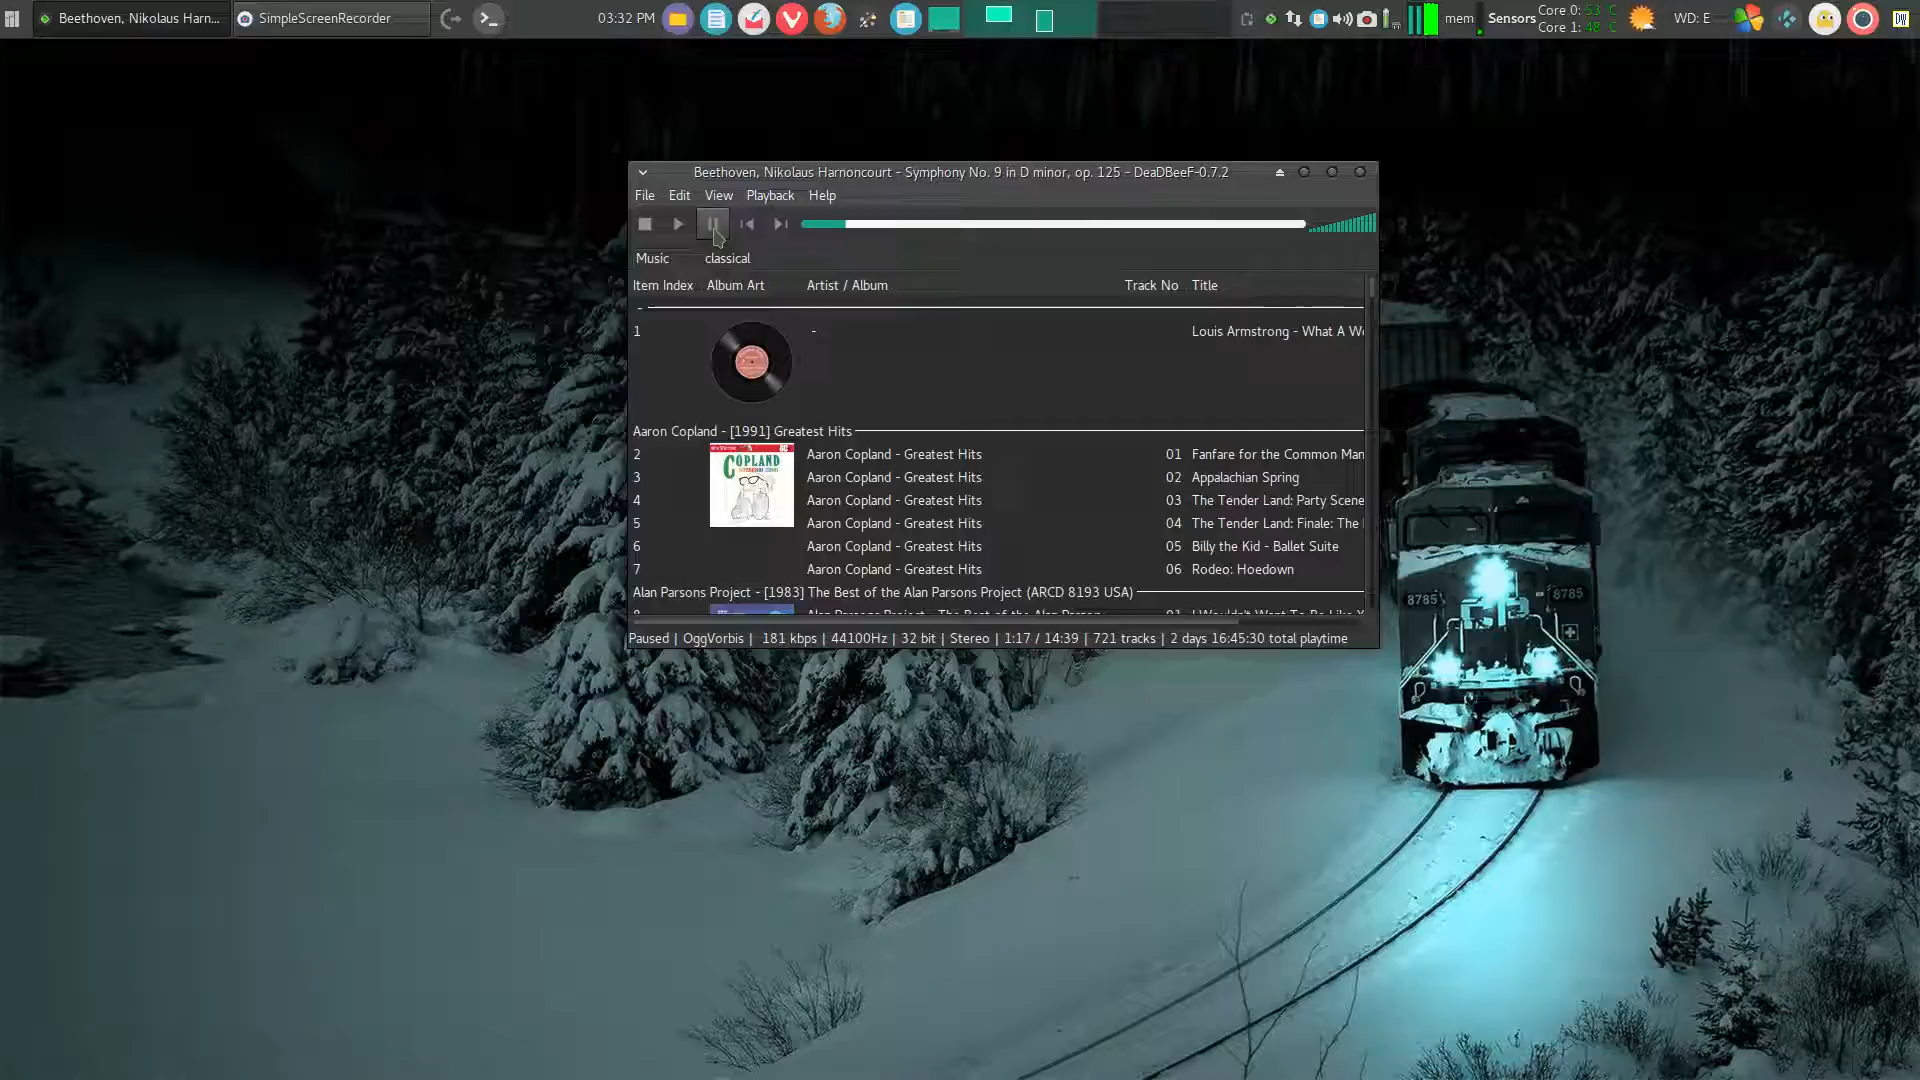 Beethoven, Nikolaus Harn...
SimpleScreenRecorder
03:32 PM
mem
Sensors
Core 0: 53 C
Core 1: 48 C
WD: E
Beethoven, Nikolaus Harnoncourt - Symphony No. 9 in D minor, op. 125 - DeaDBeeF-0.7.2
File Edit View Playback Help
Music classical
Item Index Album Art Artist / Album Track No Title
-
1 - Louis Armstrong - What A W
Aaron Copland - [1991] Greatest Hits
COPLAND
2 Aaron Copland - Greatest Hits 01 Fanfare for the Common Man
3 Aaron Copland - Greatest Hits 02 Appalachian Spring
4 Aaron Copland - Greatest Hits 03 The Tender Land: Party Scene
5 Aaron Copland - Greatest Hits 04 The Tender Land: Finale: The
6 Aaron Copland - Greatest Hits 05 Billy the Kid - Ballet Suite
7 Aaron Copland - Greatest Hits 06 Rodeo: Hoedown
Alan Parsons Project - [1983] The Best of the Alan Parsons Project (ARCD 8193 USA)
Paused | OggVorbis | 181 kbps | 44100Hz | 32 bit | Stereo | 1:17 / 14:39 | 721 tracks | 2 days 16:45:30 total playtime
8785
8785